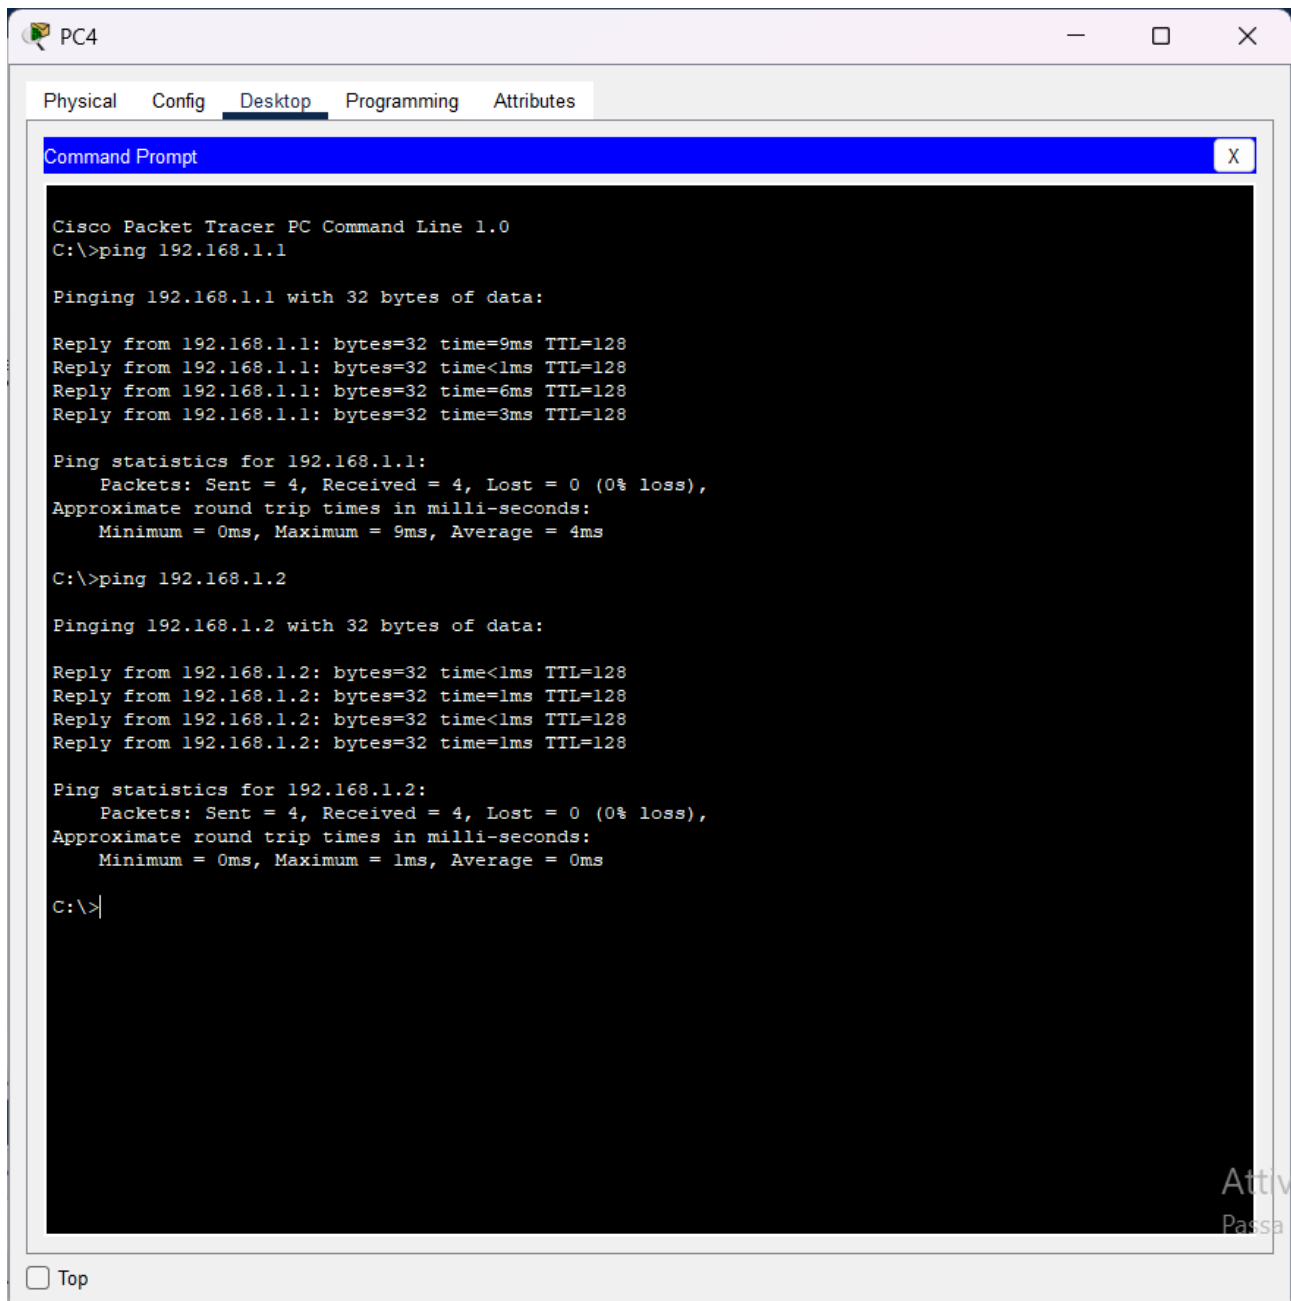 PC4
Physical Config Desktop Programming Attributes
Command Prompt X
Cisco Packet Tracer PC Command Line 1.0
C:\>ping 192.168.1.1
Pinging 192.168.1.1 with 32 bytes of data:
Reply from 192.168.1.1: bytes=32 time=9ms TTL=128
Reply from 192.168.1.1: bytes=32 time<1ms TTL=128
Reply from 192.168.1.1: bytes=32 time=6ms TTL=128
Reply from 192.168.1.1: bytes=32 time=3ms TTL=128
Ping statistics for 192.168.1.1:
Packets: Sent = 4, Received = 4, Lost = 0 (0% loss),
Approximate round trip times in milli-seconds:
Minimum = 0ms, Maximum = 9ms, Average = 4ms
C:\>ping 192.168.1.2
Pinging 192.168.1.2 with 32 bytes of data:
Reply from 192.168.1.2: bytes=32 time<1ms TTL=128
Reply from 192.168.1.2: bytes=32 time=1ms TTL=128
Reply from 192.168.1.2: bytes=32 time<1ms TTL=128
Reply from 192.168.1.2: bytes=32 time=1ms TTL=128
Ping statistics for 192.168.1.2:
Packets: Sent = 4, Received = 4, Lost = 0 (0% loss),
Approximate round trip times in milli-seconds:
Minimum = 0ms, Maximum = 1ms, Average = 0ms
C:\>
Attiv
Passa
Top